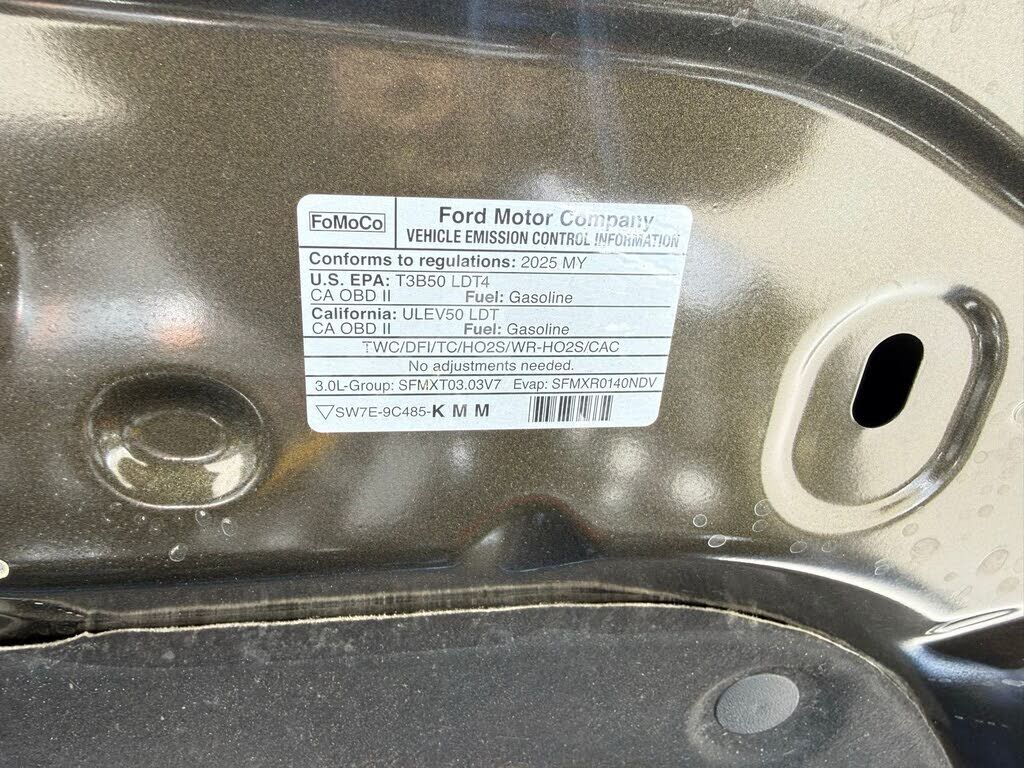 FoMoCo
Ford Motor Company
VEHICLE EMISSION CONTROL INFORMATION
Conforms to regulations: 2025 MY
U.S. EPA: T3B50 LDT4
CA OBD II Fuel: Gasoline
California: ULEV50 LDT
CA OBD II Fuel: Gasoline
TWC/DFI/TC/HO2S/WR-HO2S/CAC
No adjustments needed.
3.0L-Group: SFMXT03.03V7 Evap: SFMXR0140NDV
▽SW7E-9C485-KMM